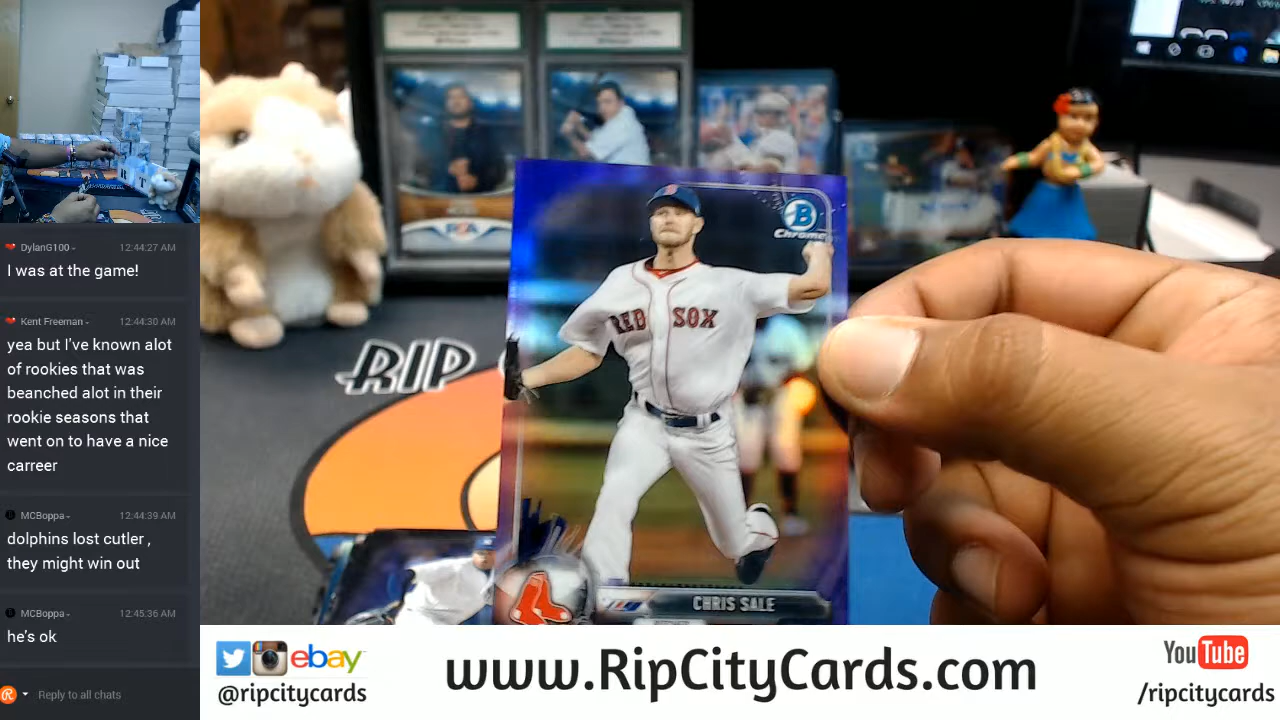 DylanG100
12:44:27 AM
I was at the game!
Kent Freeman
12:44:30 AM
yea but I've known alot
of rookies that was
beanched alot in their
rookie seasons that
went on to have a nice
carreer
MCBoppa
12:44:39 AM
dolphins lost cutler ,
they might win out
MCBoppa
12:45:36 AM
he's ok
Reply to all chats
RIP
B
Chrome
RED SOX
CHRIS SALE
ebay
@ripcitycards
www.RipCityCards.com
YouTube
/ripcitycards